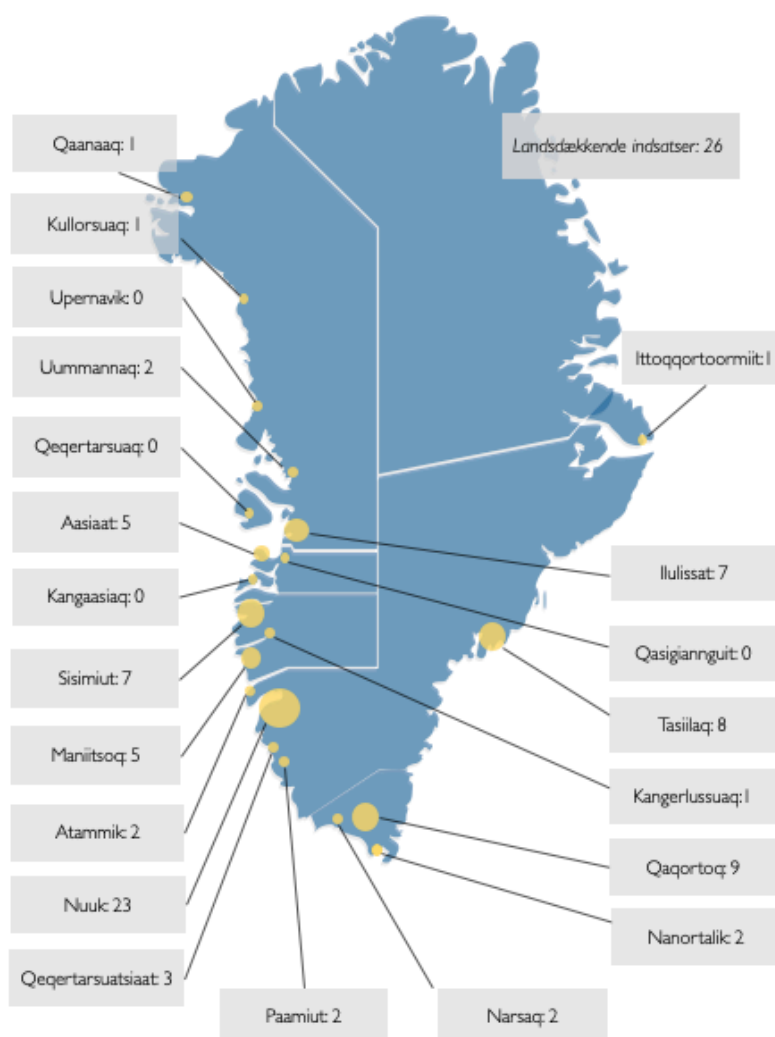 Qaanaaq: 1
Landsdækkende indsatser: 26
Kullorsuaq: 1
Upernavik: 0
Uummannaq: 2
Ittoqqortoormiit:1
Qeqertarsuaq: 0
Aasiaat: 5
Ilulissat: 7
Kangaasiaq: 0
Qasigiannguit: 0
Sisimiut: 7
Tasiilaq: 8
Maniitsoq: 5
Kangerlussuaq:1
Atammik: 2
Qaqortoq: 9
Nuuk: 23
Nanortalik: 2
Qeqertarsuatsiaat: 3
Paamiut: 2
Narsaq: 2